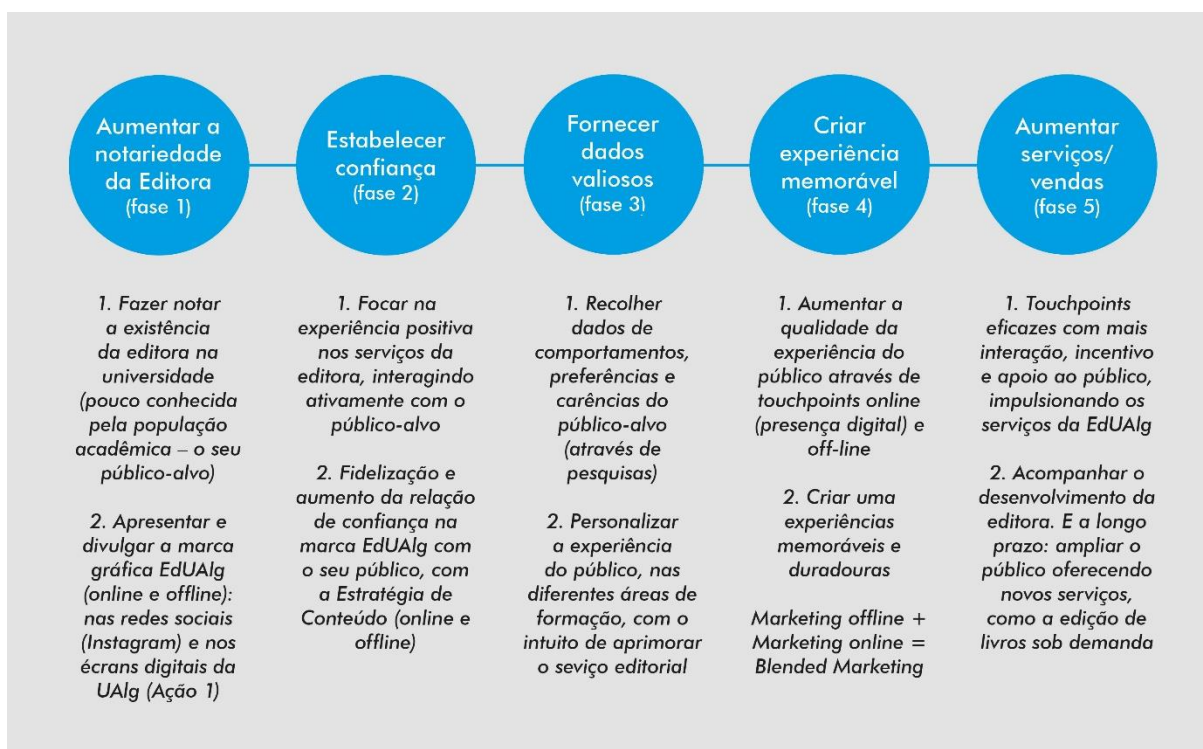 Aumentar a
notariedade
da Editora
(fase 1)
Estabelecer
confiança
(fase 2)
Fornecer
dados
valiosos
(fase 3)
Criar
experiência
memorável
(fase 4)
Aumentar
serviços/
vendas
(fase 5)
1. Fazer notar
a existência
da editora na
universidade
(pouco conhecida
pela população
acadêmica – o seu
público-alvo)
2. Apresentar e
divulgar a marca
gráfica EdUAlg
(online e offline):
nas redes sociais
(Instagram) e nos
écrans digitais da
UAlg (Ação 1)
1. Focar na
experiência positiva
nos serviços da
editora, interagindo
ativamente com o
público-alvo
2. Fidelização e
aumento da relação
de confiança na
marca EdUAlg com
o seu público, com
a Estratégia de
Conteúdo (online e
offline)
1. Recolher
dados de
comportamentos,
preferências e
carências do
público-alvo
(através de
pesquisas)
2. Personalizar
a experiência
do público, nas
diferentes áreas de
formação, com o
intuito de aprimorar
o seviço editorial
1. Aumentar a
qualidade da
experiência do
público através de
touchpoints online
(presença digital) e
off-line
2. Criar uma
experiências
memoráveis e
duradouras
Marketing offline +
Marketing online =
Blended Marketing
1. Touchpoints
eficazes com mais
interação, incentivo
e apoio ao público,
impulsionando os
serviços da EdUAlg
2. Acompanhar o
desenvolvimento da
editora. E a longo
prazo: ampliar o
público oferecendo
novos serviços,
como a edição de
livros sob demanda